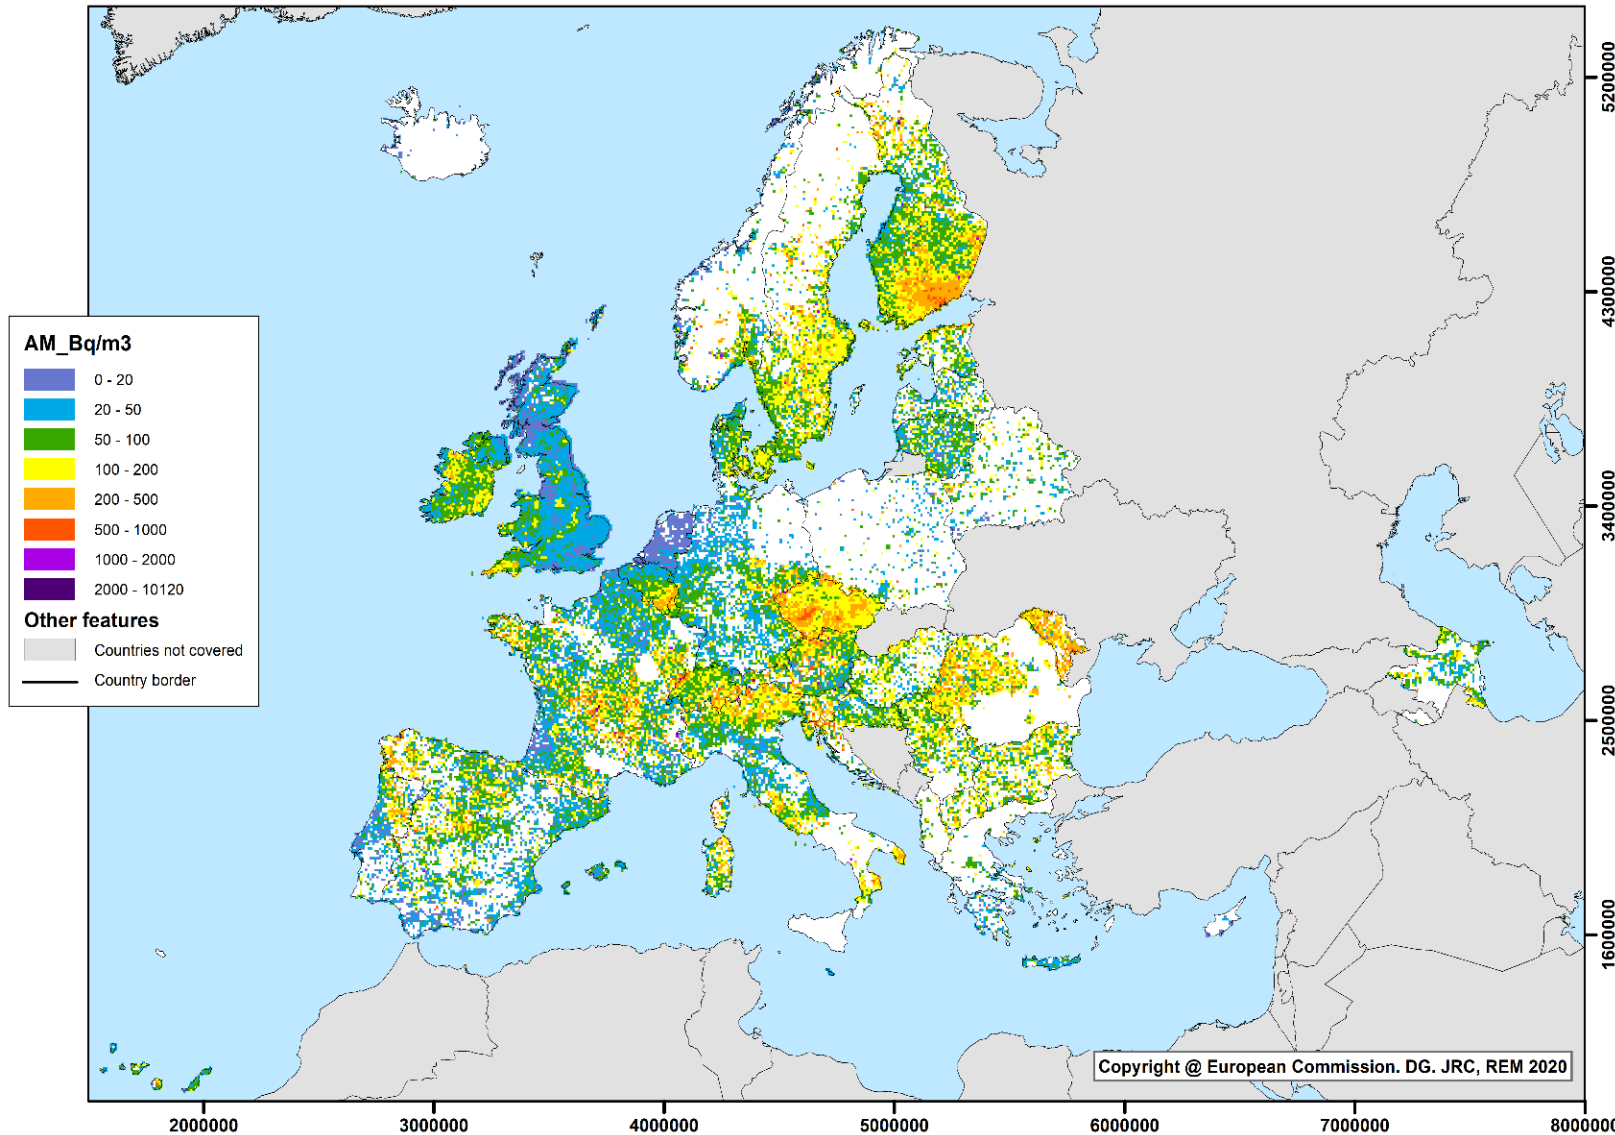 AM_Bq/m3
0 - 20
20 - 50
50 - 100
100 - 200
200 - 500
500 - 1000
1000 - 2000
2000 - 10120
Other features
Countries not covered
Country border
5200000
4300000
3400000
2500000
1600000
Copyright @ European Commission. DG. JRC, REM 2020
2000000 3000000 4000000 5000000 6000000 7000000 8000000